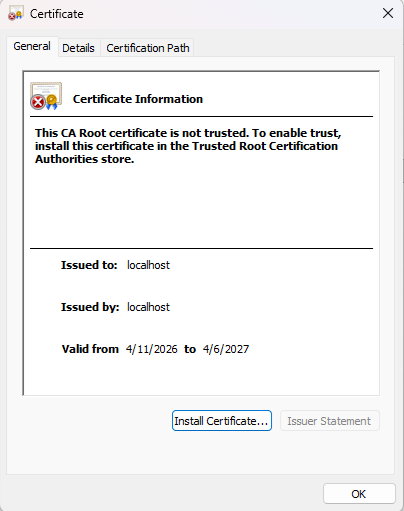 Certificate
General Details Certification Path
Certificate Information
This CA Root certificate is not trusted. To enable trust,
install this certificate in the Trusted Root Certification
Authorities store.
Issued to: localhost
Issued by: localhost
Valid from 4/11/2026 to 4/6/2027
Install Certificate... Issuer Statement
OK